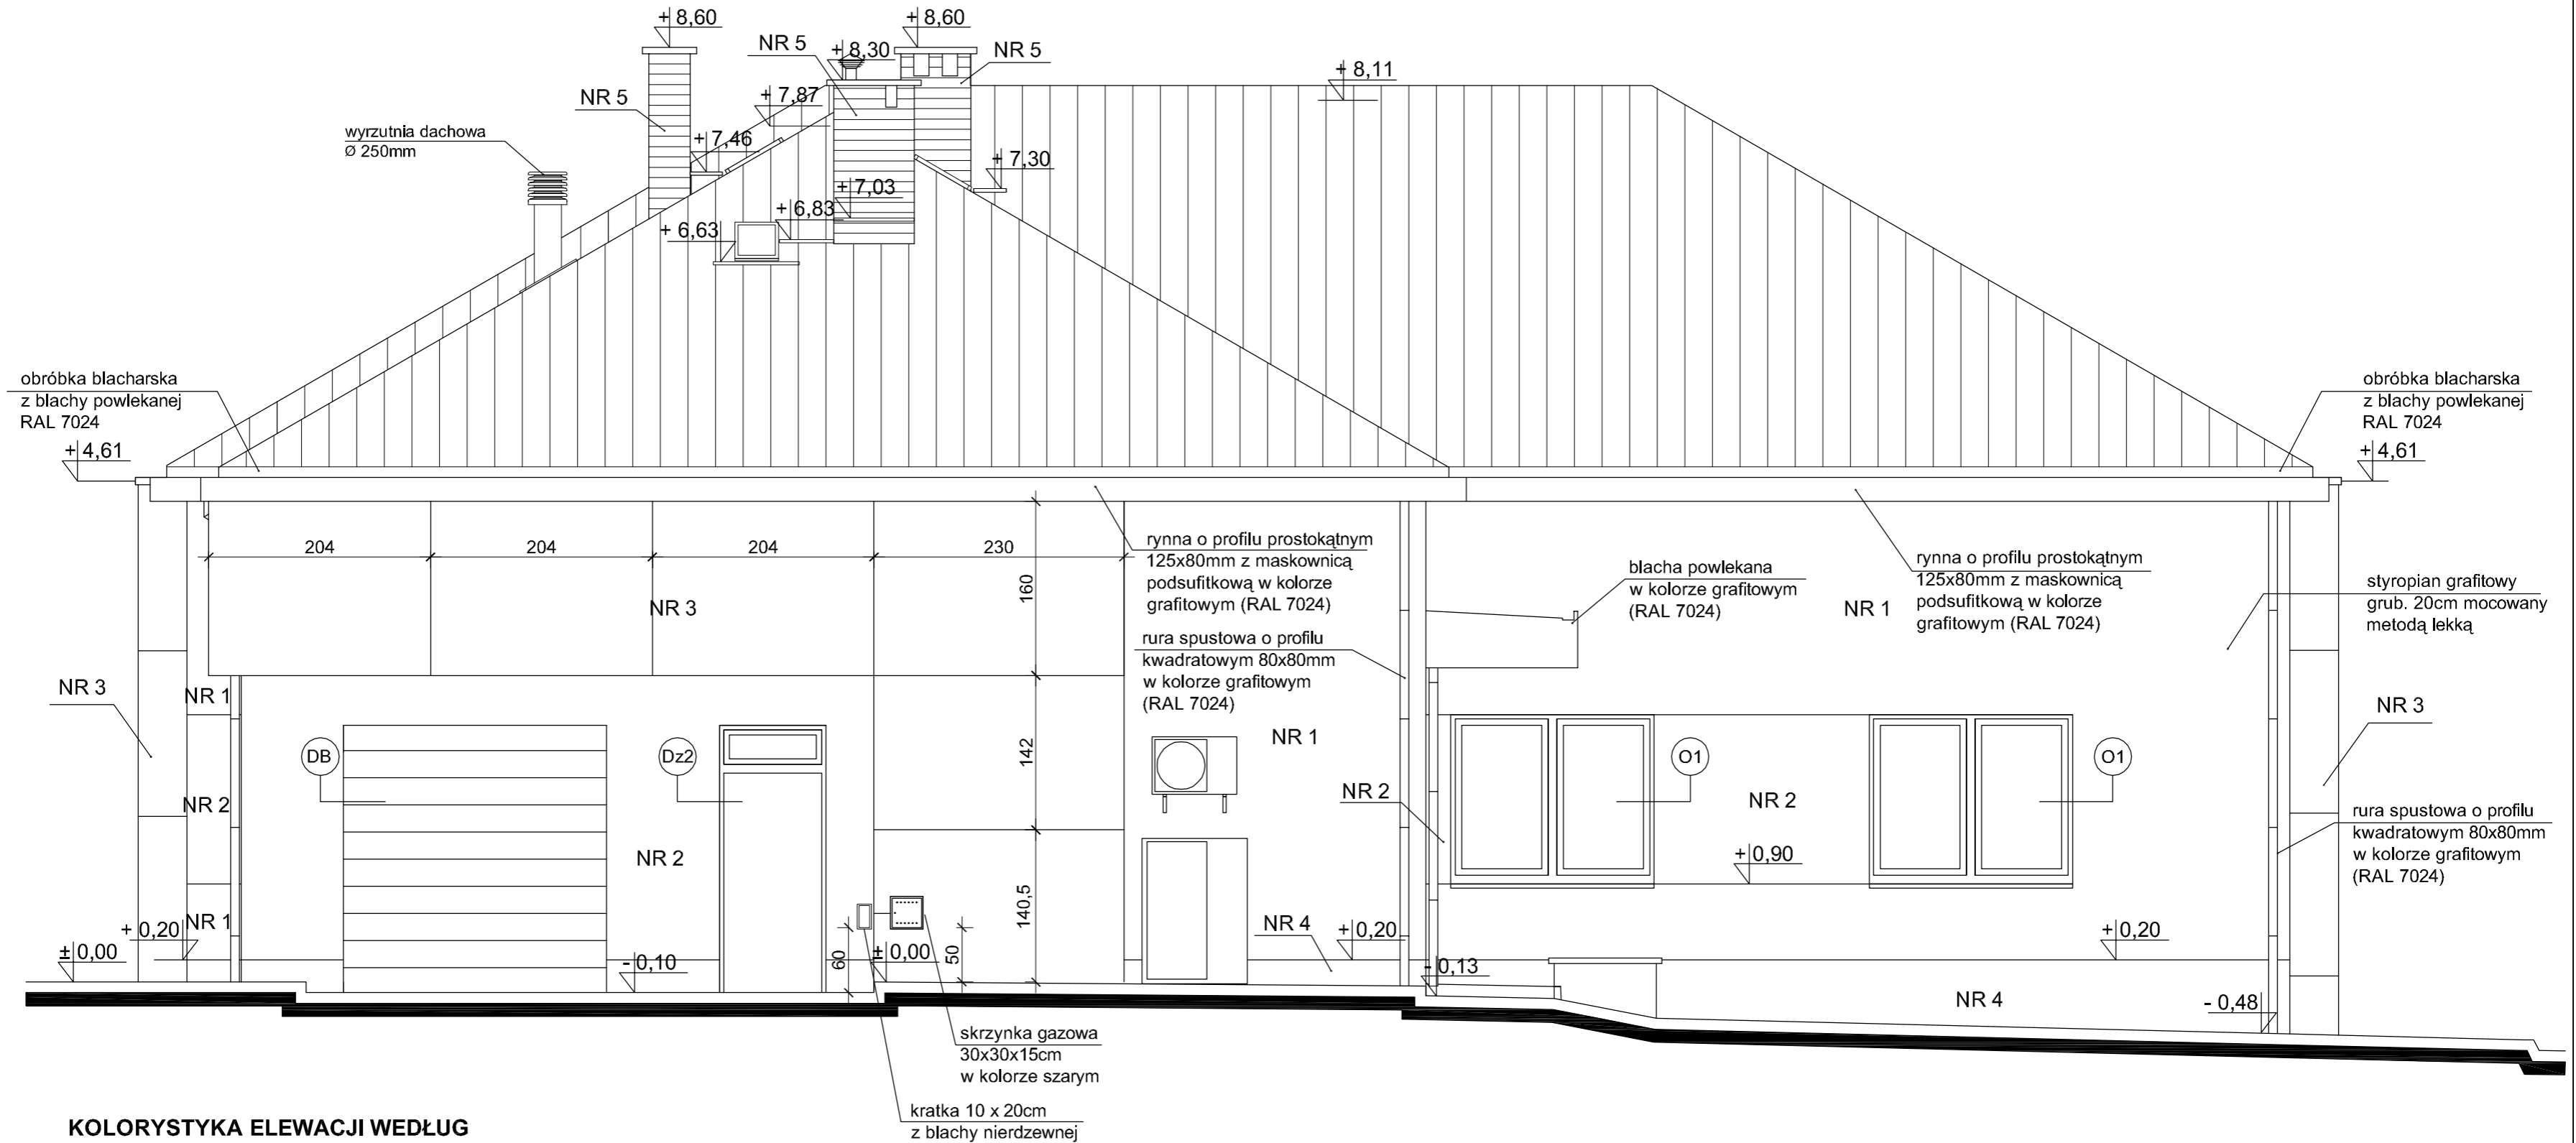 + 8,60
+ 8,60
NR 5
+ 8,30
NR 5
+ 8,11
+ 7,87
NR 5
wyrzutnia dachowa
Ø 250mm
+ 7,46
+ 7,30
+ 7,03
+ 6,83
+ 6,63
obróbka blacharska
z blachy powlekanej
RAL 7024
+ 4,61
obróbka blacharska
z blachy powlekanej
RAL 7024
+ 4,61
204
204
204
230
160
NR 3
rynna o profilu prostokątnym
125x80mm z maskownicą
podsufitkową w kolorze
grafitowym (RAL 7024)
rura spustowa o profilu
kwadratowym 80x80mm
w kolorze grafitowym
(RAL 7024)
blacha powlekana
w kolorze grafitowym
(RAL 7024)
NR 1
rynna o profilu prostokątnym
125x80mm z maskownicą
podsufitkową w kolorze
grafitowym (RAL 7024)
styropian grafitowy
grub. 20cm mocowany
metodą lekką
NR 3
NR 1
NR 3
DB
Dz2
142
NR 1
O1
O1
NR 2
NR 2
NR 2
NR 2
rura spustowa o profilu
kwadratowym 80x80mm
w kolorze grafitowym
(RAL 7024)
+ 0,90
140,5
NR 1
+ 0,20
± 0,00
- 0,10
60
± 0,00
50
NR 4
+ 0,20
- 0,13
+ 0,20
NR 4
- 0,48
skrzynka gazowa
30x30x15cm
w kolorze szarym
kratka 10 x 20cm
z blachy nierdzewnej
KOLORYSTYKA ELEWACJI WEDŁUG